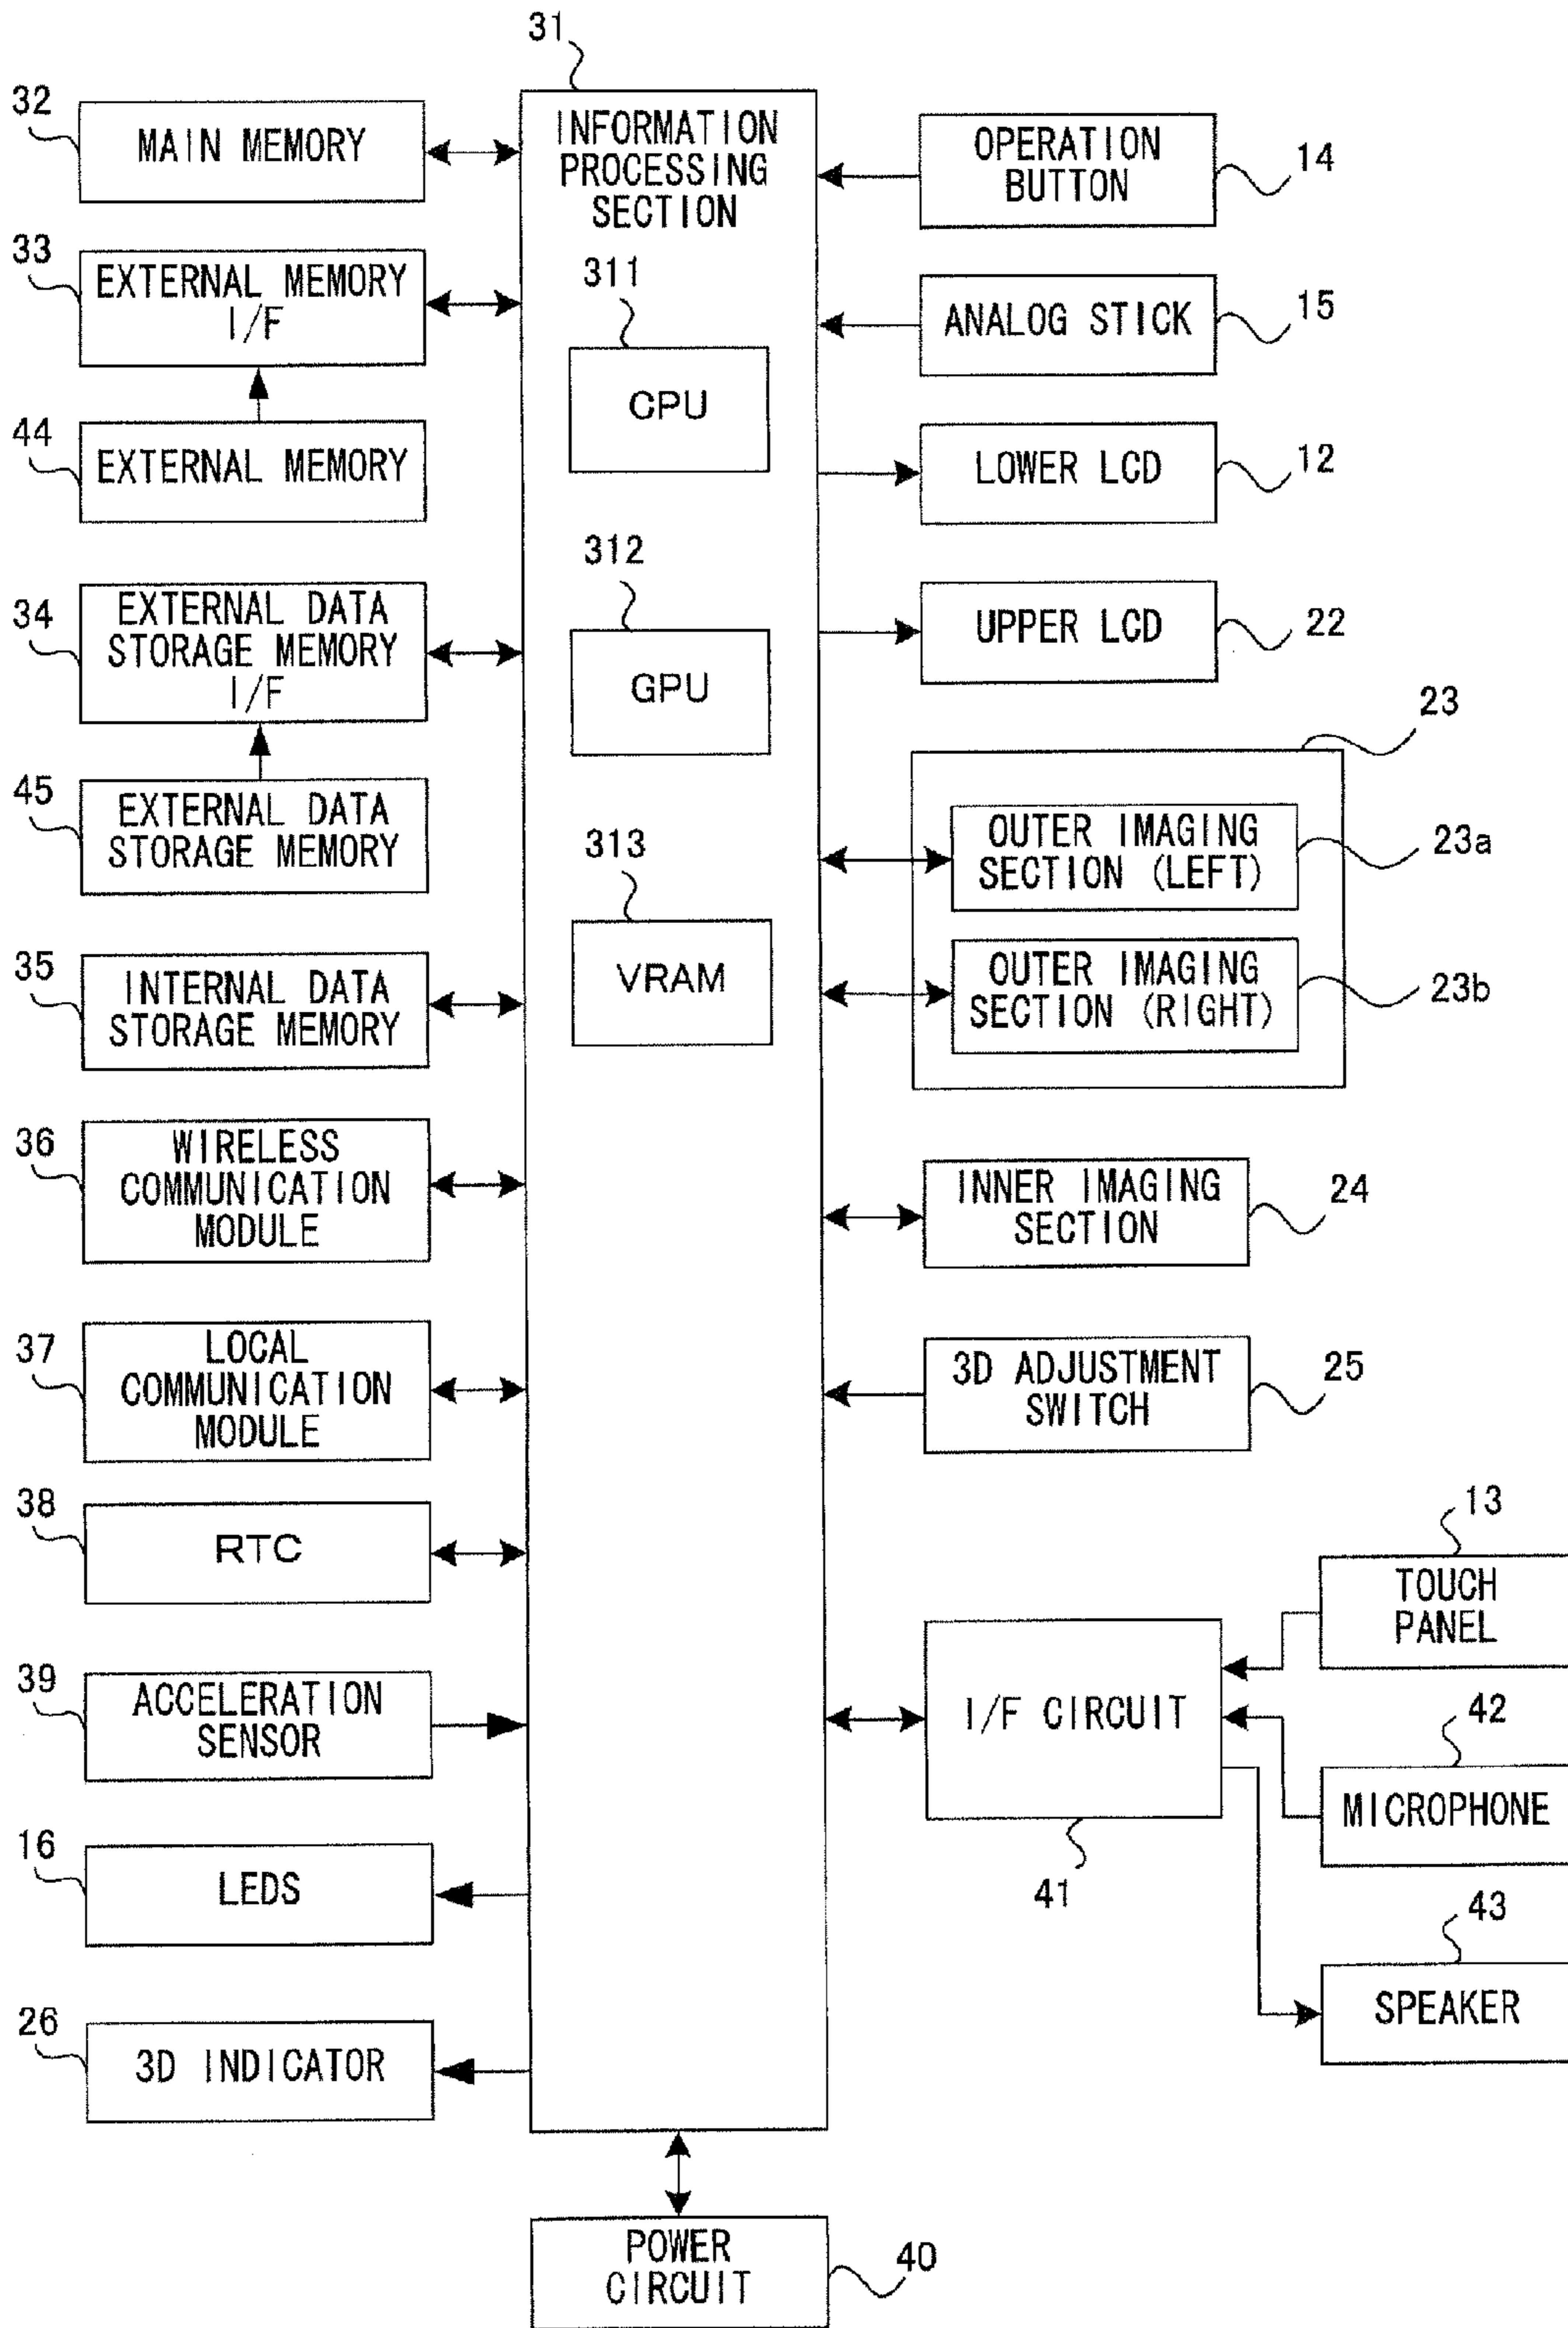 31
32
MAIN MEMORY
33
EXTERNAL MEMORY
I/F
44
EXTERNAL MEMORY
34
EXTERNAL DATA
STORAGE MEMORY
I/F
45
EXTERNAL DATA
STORAGE MEMORY
35
INTERNAL DATA
STORAGE MEMORY
36
WIRELESS
COMMUNICATION
MODULE
37
LOCAL
COMMUNICATION
MODULE
38
RTC
39
ACCELERATION
SENSOR
16
LEDS
26
3D INDICATOR
INFORMATION
PROCESSING
SECTION
311
CPU
312
GPU
313
VRAM
OPERATION
BUTTON
14
ANALOG STICK
15
LOWER LCD
12
UPPER LCD
22
23
OUTER IMAGING
SECTION (LEFT)
23a
OUTER IMAGING
SECTION (RIGHT)
23b
INNER IMAGING
SECTION
24
3D ADJUSTMENT
SWITCH
25
13
TOUCH
PANEL
I/F CIRCUIT
41
42
MICROPHONE
43
SPEAKER
POWER
CIRCUIT
40